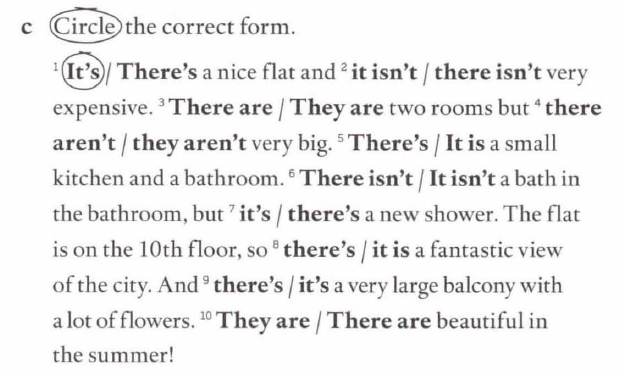 c Circle the correct form.
1 It's / There's a nice flat and 2 it isn't / there isn't very
expensive. 3 There are / They are two rooms but 4 there
aren't / they aren't very big. 5 There's / It is a small
kitchen and a bathroom. 6 There isn't / It isn't a bath in
the bathroom, but 7 it's / there's a new shower. The flat
is on the 10th floor, so 8 there's / it is a fantastic view
of the city. And 9 there's / it's a very large balcony with
a lot of flowers. 10 They are / There are beautiful in
the summer!